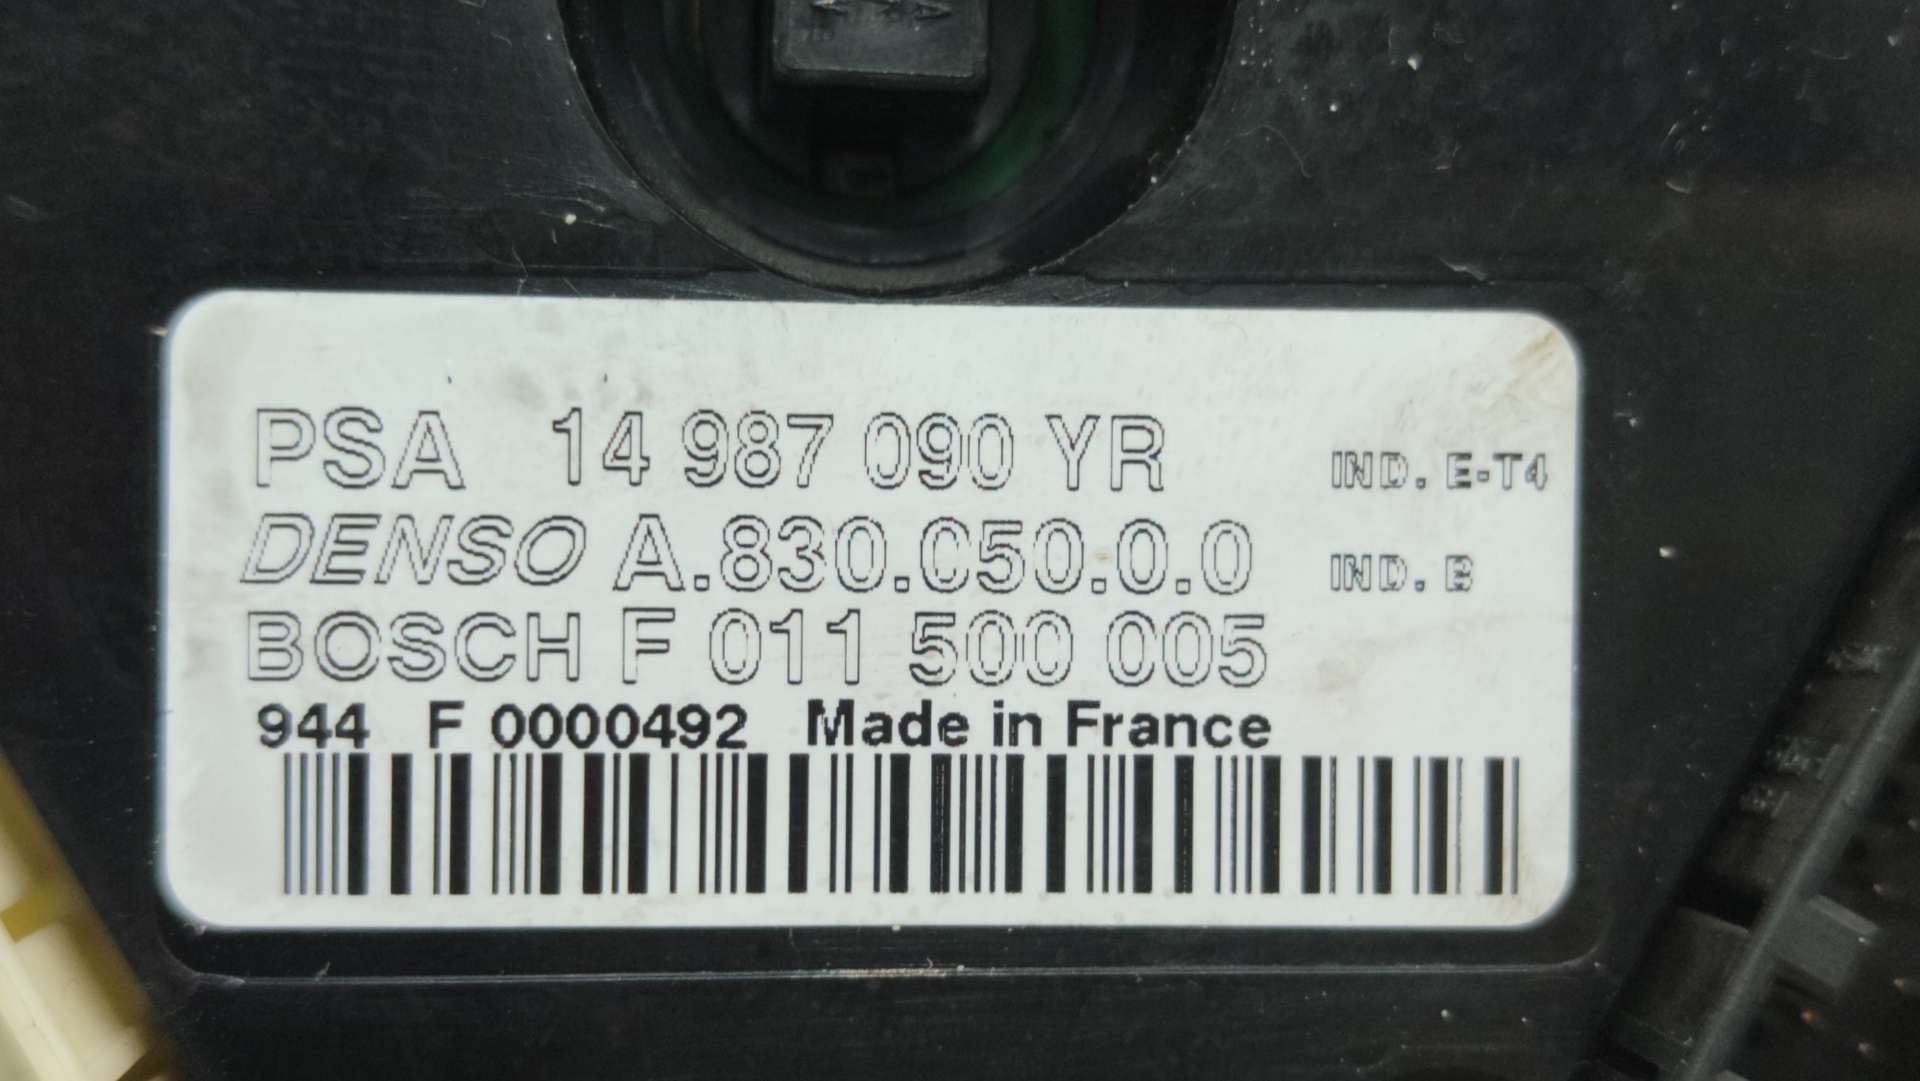 PSA 14 987 090 YR IND. E-T4
DENSO A.830.050.0.0 IND. B
BOSCH F 011 500 005
944 F 0000492 Made in France